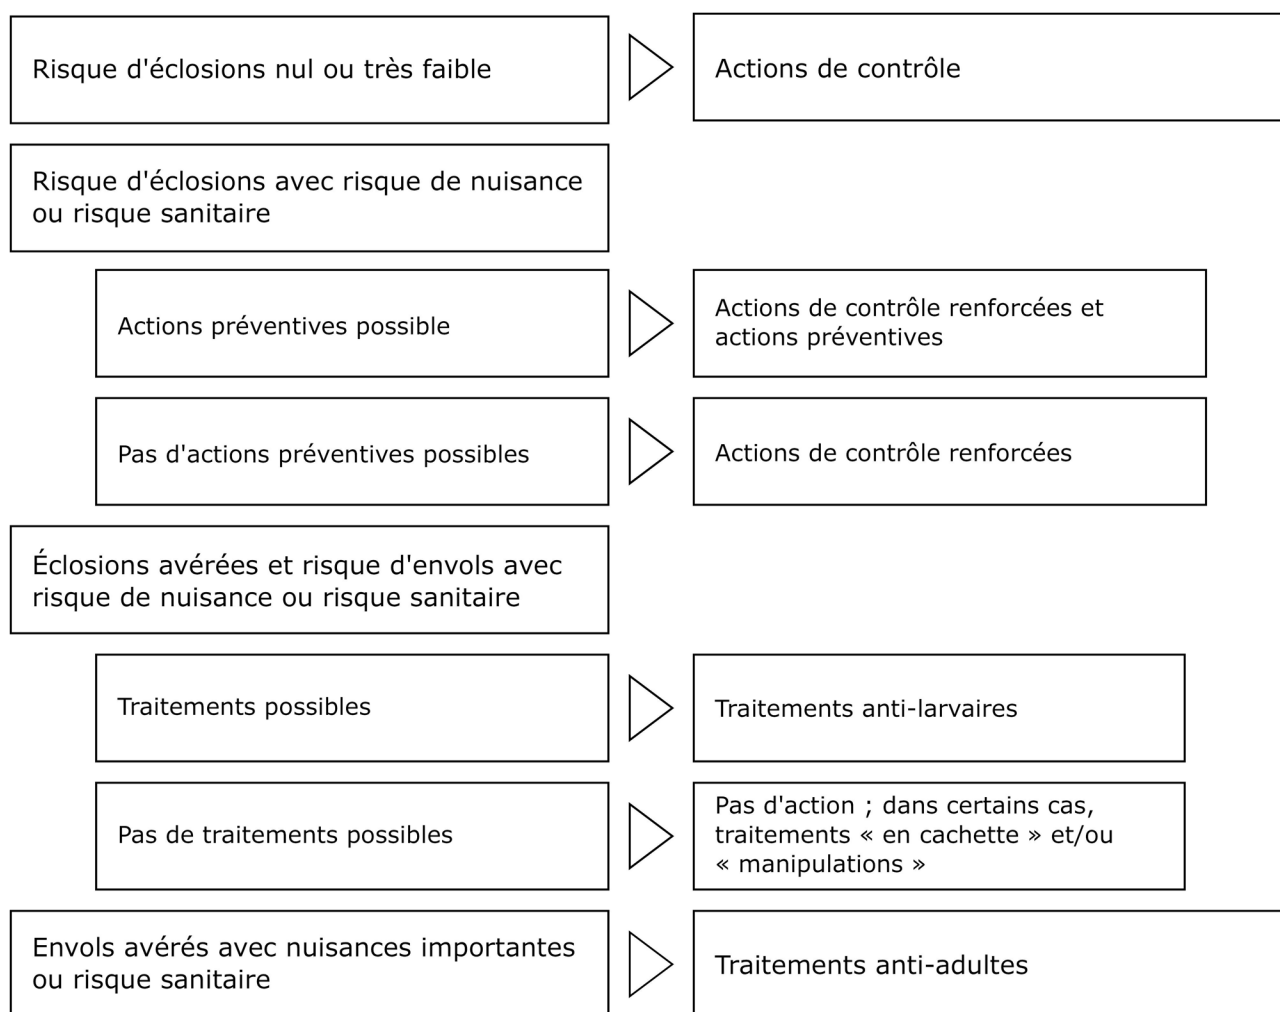 Risque d'éclosions nul ou très faible
Actions de contrôle
Risque d'éclosions avec risque de nuisance
ou risque sanitaire
Actions préventives possible
Actions de contrôle renforcées et
actions préventives
Pas d'actions préventives possibles
Actions de contrôle renforcées
Éclosions avérées et risque d'envols avec
risque de nuisance ou risque sanitaire
Traitements possibles
Traitements anti-larvaires
Pas de traitements possibles
Pas d'action ; dans certains cas,
traitements « en cachette » et/ou
« manipulations »
Envols avérés avec nuisances importantes
ou risque sanitaire
Traitements anti-adultes